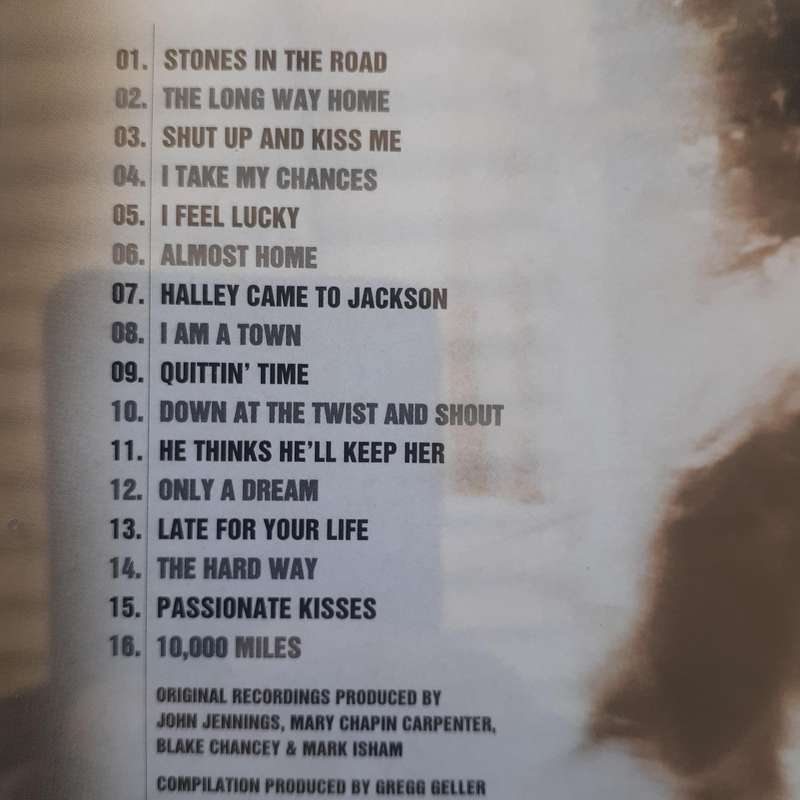 01. STONES IN THE ROAD
02. THE LONG WAY HOME
03. SHUT UP AND KISS ME
04. I TAKE MY CHANCES
05. I FEEL LUCKY
06. ALMOST HOME
07. HALLEY CAME TO JACKSON
08. I AM A TOWN
09. QUITTIN' TIME
10. DOWN AT THE TWIST AND SHOUT
11. HE THINKS HE'LL KEEP HER
12. ONLY A DREAM
13. LATE FOR YOUR LIFE
14. THE HARD WAY
15. PASSIONATE KISSES
16. 10,000 MILES
ORIGINAL RECORDINGS PRODUCED BY
JOHN JENNINGS, MARY CHAPIN CARPENTER,
BLAKE CHANCEY & MARK ISHAM
COMPILATION PRODUCED BY GREGG GELLER